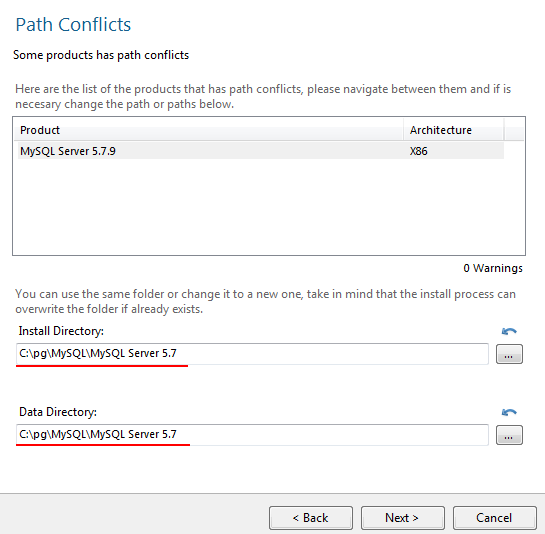 Path Conflicts
Some products has path conflicts
Here are the list of the products that has path conflicts, please navigate between them and if is
necesary change the path or paths below.
Product Architecture
MySQL Server 5.7.9 X86
0 Warnings
You can use the same folder or change it to a new one, take in mind that the install process can
overwrite the folder if already exists.
Install Directory:
C:\pg\MySQL\MySQL Server 5.7
...
Data Directory:
C:\pg\MySQL\MySQL Server 5.7
...
< Back Next > Cancel